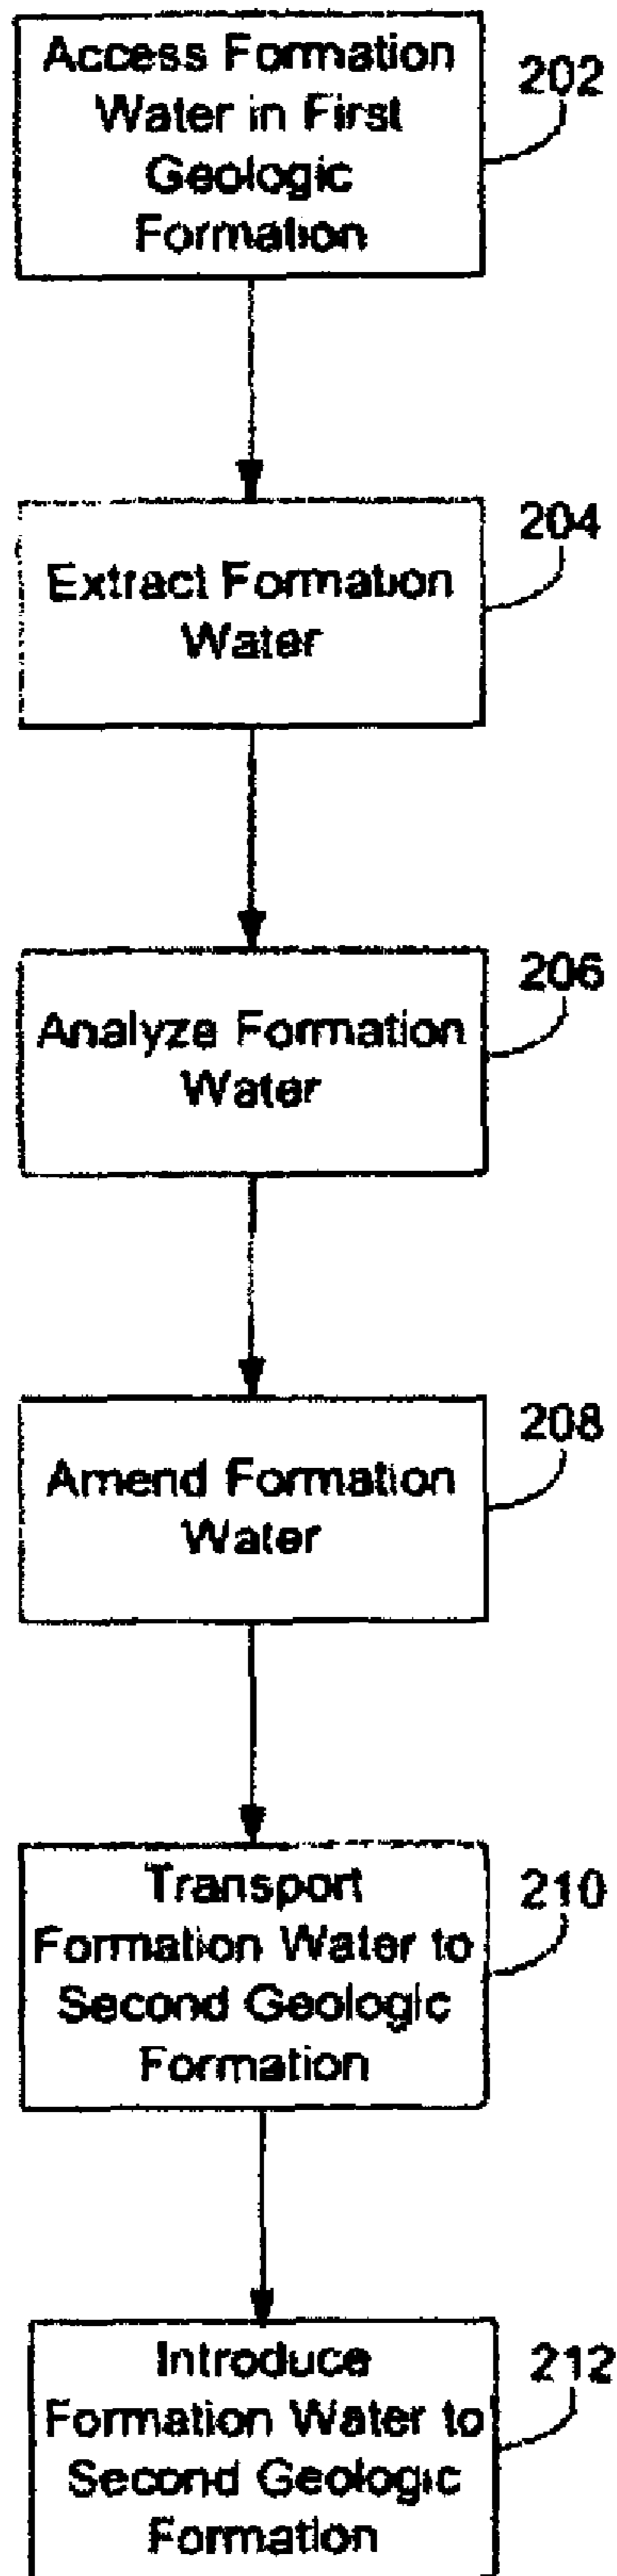 Access Formation
Water in First
Geologic
Formation
202
Extract Formation
Water
204
Analyze Formation
Water
206
Amend Formation
Water
208
Transport
Formation Water to
Second Geologic
Formation
210
Introduce
Formation Water to
Second Geologic
Formation
212